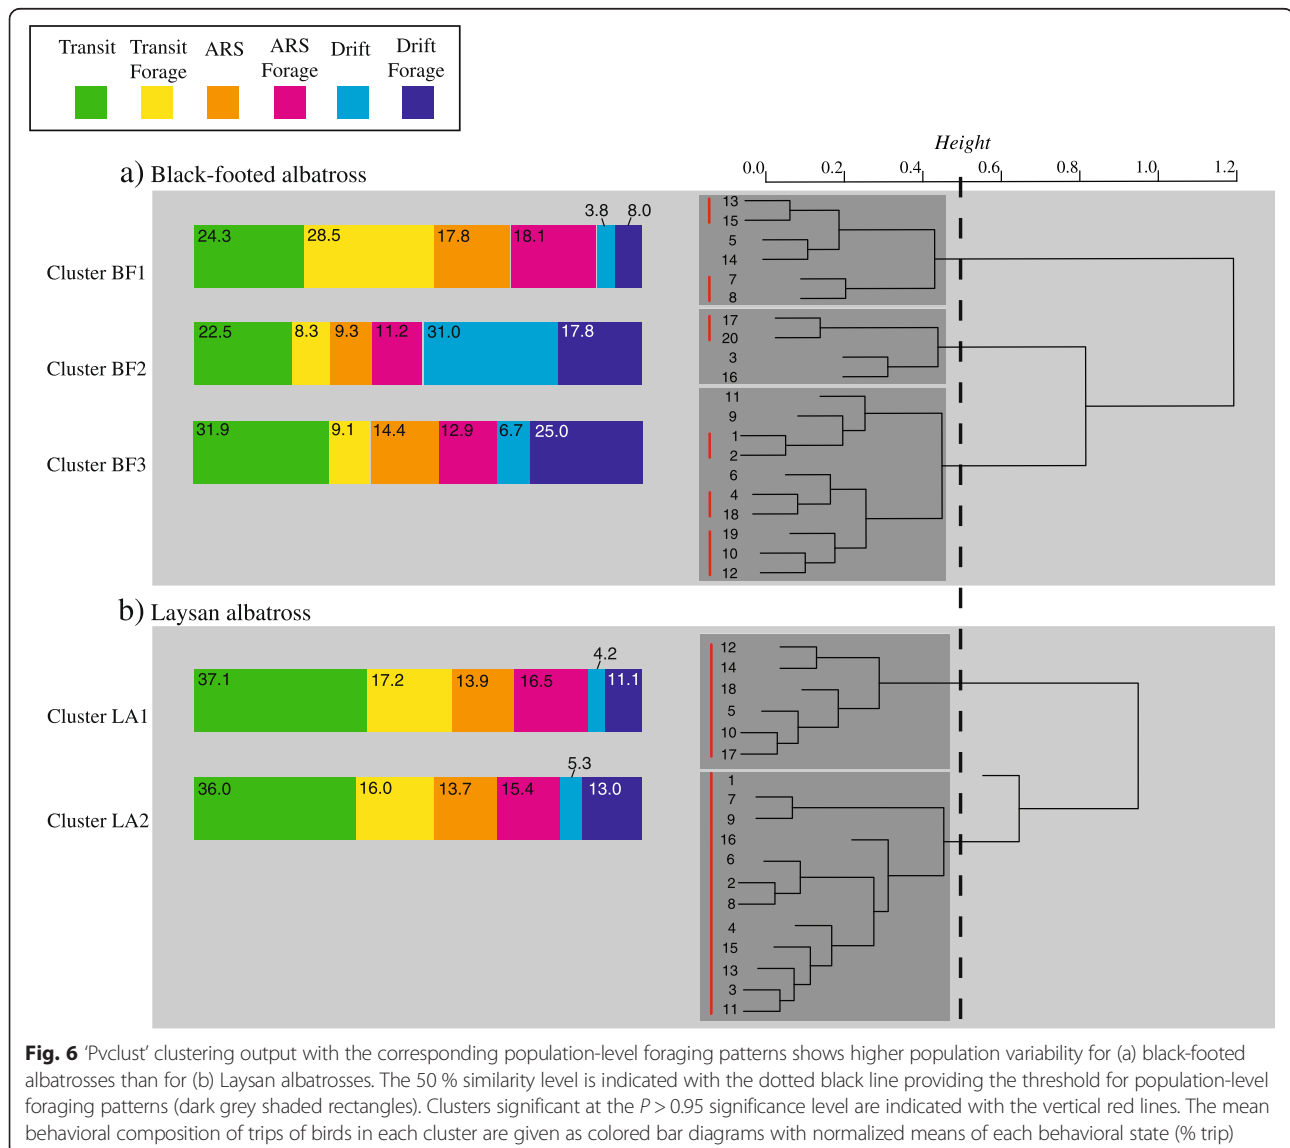 Transit Transit Forage ARS ARS Forage Drift Drift Forage
Height
0.0 0.2 0.4 0.6 0.8 1.0 1.2
a) Black-footed albatross
Cluster BF1
24.3 28.5 17.8 18.1 3.8 8.0
13
15
5
14
7
8
Cluster BF2
22.5 8.3 9.3 11.2 31.0 17.8
17
20
3
16
Cluster BF3
31.9 9.1 14.4 12.9 6.7 25.0
11
9
1
2
6
4
18
19
10
12
b) Laysan albatross
Cluster LA1
37.1 17.2 13.9 16.5 4.2 11.1
12
14
18
5
10
17
Cluster LA2
36.0 16.0 13.7 15.4 5.3 13.0
1
7
9
16
6
2
8
4
15
13
3
11
Fig. 6 'Pvclust' clustering output with the corresponding population-level foraging patterns shows higher population variability for (a) black-footed
albatrosses than for (b) Laysan albatrosses. The 50 % similarity level is indicated with the dotted black line providing the threshold for population-level
foraging patterns (dark grey shaded rectangles). Clusters significant at the P > 0.95 significance level are indicated with the vertical red lines. The mean
behavioral composition of trips of birds in each cluster are given as colored bar diagrams with normalized means of each behavioral state (% trip)